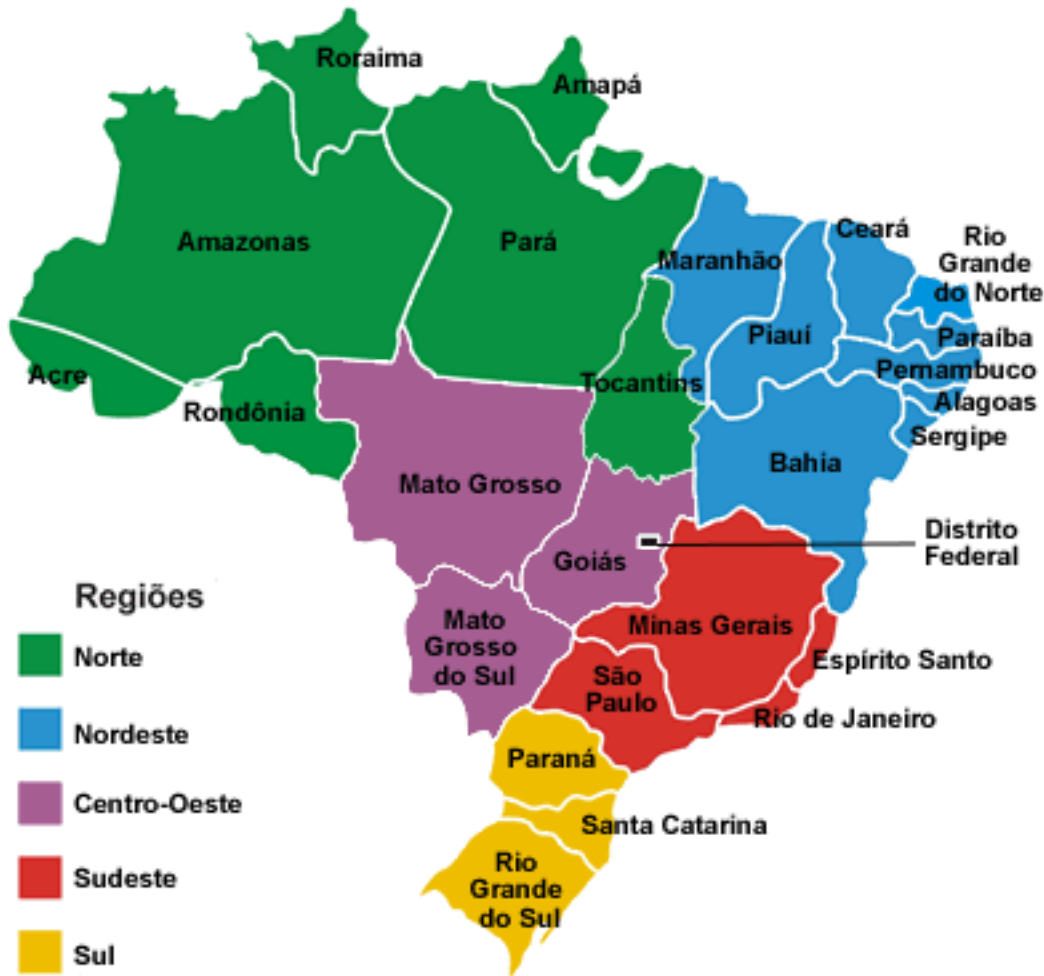 Roraima
Amapá
Amazonas
Pará
Maranhão
Ceará
Rio
Grande
do Norte
Piauí
Paraíba
Pernambuco
Alagoas
Sergipe
Acre
Rondônia
Tocantins
Bahia
Mato Grosso
Distrito
Federal
Goiás
Mato
Grosso
do Sul
Minas Gerais
Espírito Santo
São
Paulo
Rio de Janeiro
Paraná
Santa Catarina
Rio
Grande
do Sul
Regiões
Norte
Nordeste
Centro-Oeste
Sudeste
Sul